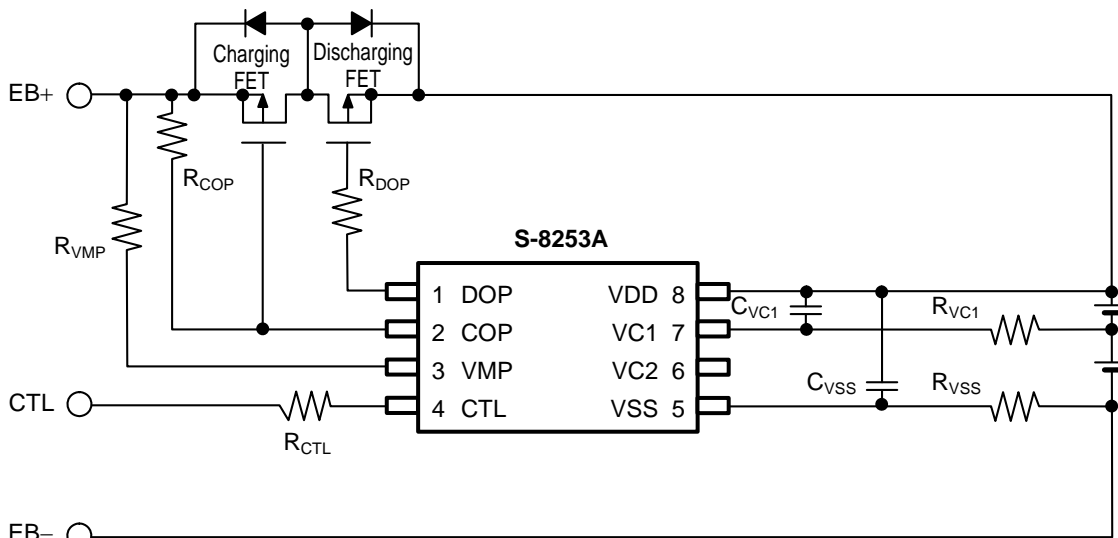 Charging
FET
Discharging
FET
EB+
R_COP
R_DOP
R_VMP
S-8253A
1 DOP
VDD 8
C_VC1
R_VC1
2 COP
VC1 7
3 VMP
VC2 6
C_VSS
R_VSS
CTL
4 CTL
VSS 5
R_CTL
EB−